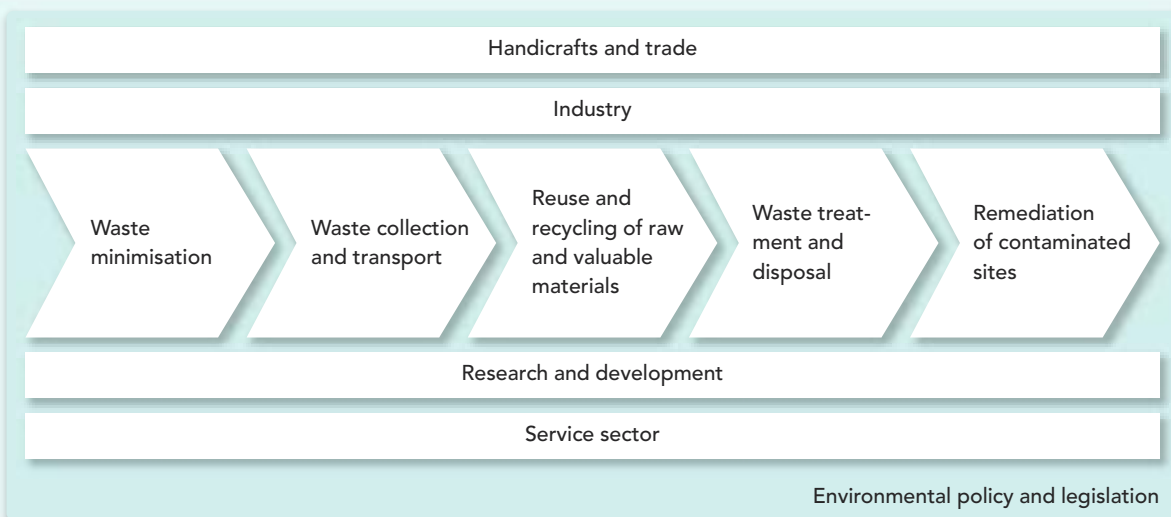 Handicrafts and trade
Industry
Waste
minimisation
Waste collection
and transport
Reuse and
recycling of raw
and valuable
materials
Waste treat-
ment and
disposal
Remediation
of contaminated
sites
Research and development
Service sector
Environmental policy and legislation